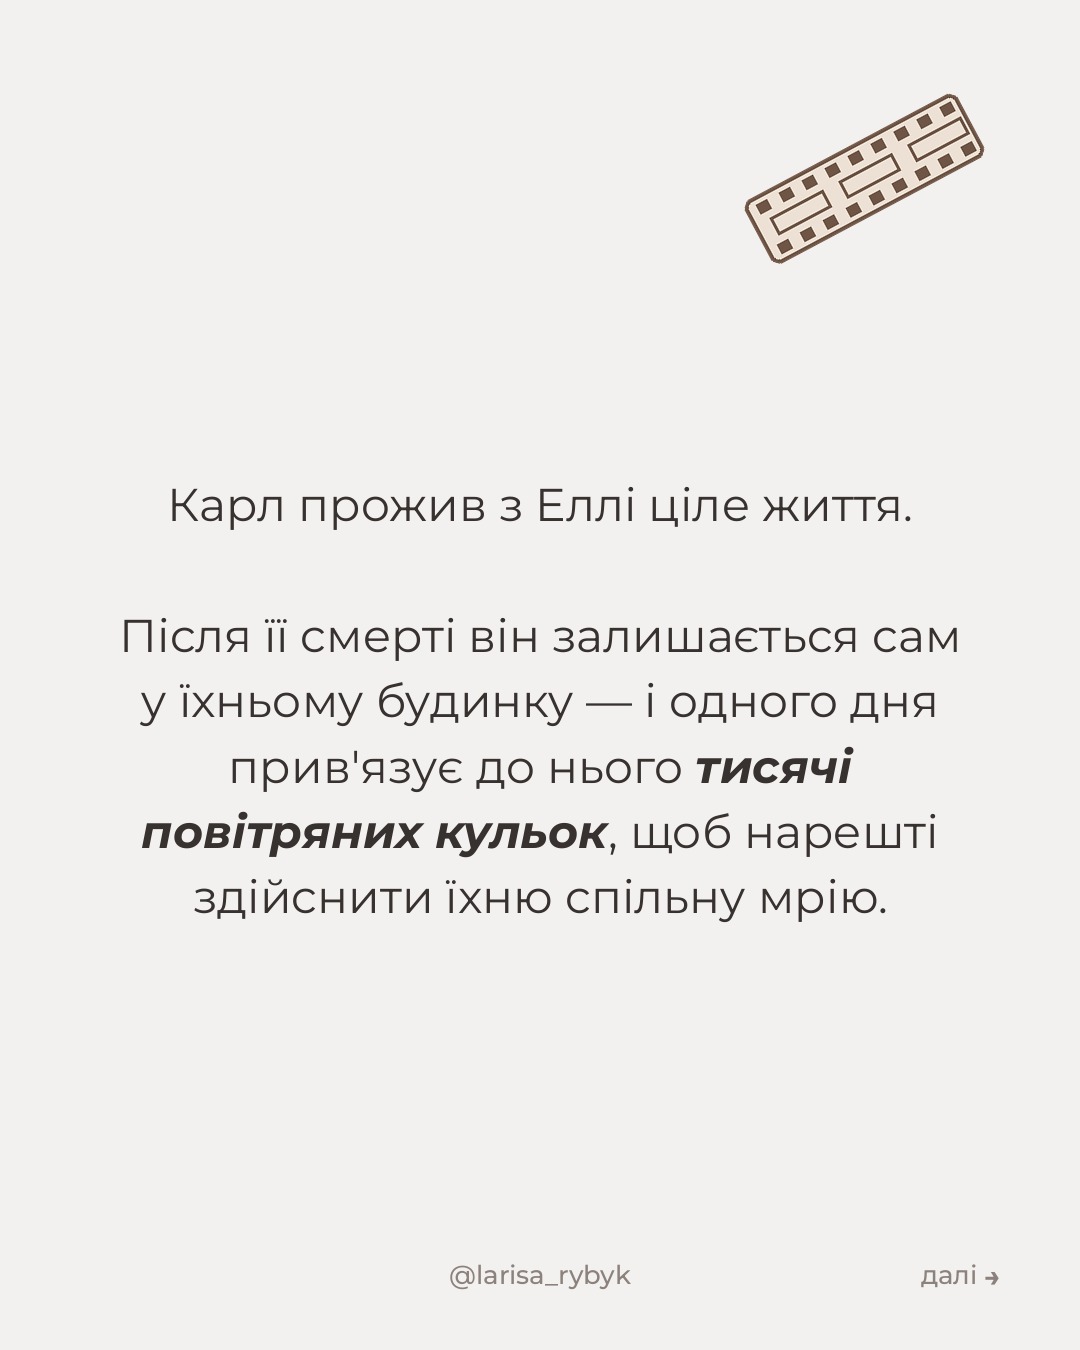 Карл прожив з Еллі ціле життя.
Після її смерті він залишається сам
у їхньому будинку — і одного дня
прив'язує до нього тисячі
повітряних кульок, щоб нарешті
здійснити їхню спільну мрію.
@larisa_rybyk
далі →